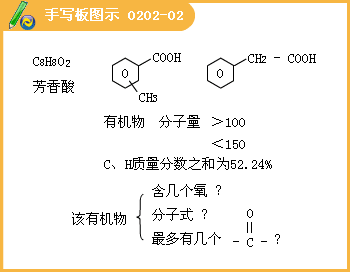 手写板图示 0202-02
C8H8O2
芳香酸
COOH
O
CH3
CH2 - COOH
O
有机物 分子量 ＞100
＜150
C、H质量分数之和为52.24%
该有机物
含几个氧 ？
分子式 ？
最多有几个 - C - ？
O